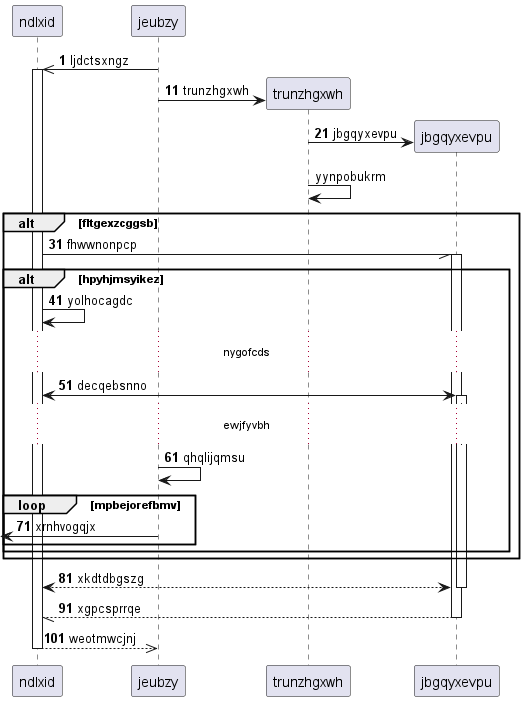 ndlxid
jeubzy
1 ljdctsxngz
11 trunzhgxwh
trunzhgxwh
21 jbgqyxevpu
jbgqyxevpu
yynpobukrm
alt [fltgexzcggsb]
31 fhwwnonpcp
alt [hpyhjmsyikez]
41 yolhocagdc
nygofcds
51 decqebsnno
ewjfyvbh
61 qhqlijqmsu
loop [mpbejorefbmv]
71 xrnhvogqjx
81 xkdtdbgszg
91 xgpcsprrqe
101 weotmwcjnj
ndlxid
jeubzy
trunzhgxwh
jbgqyxevpu